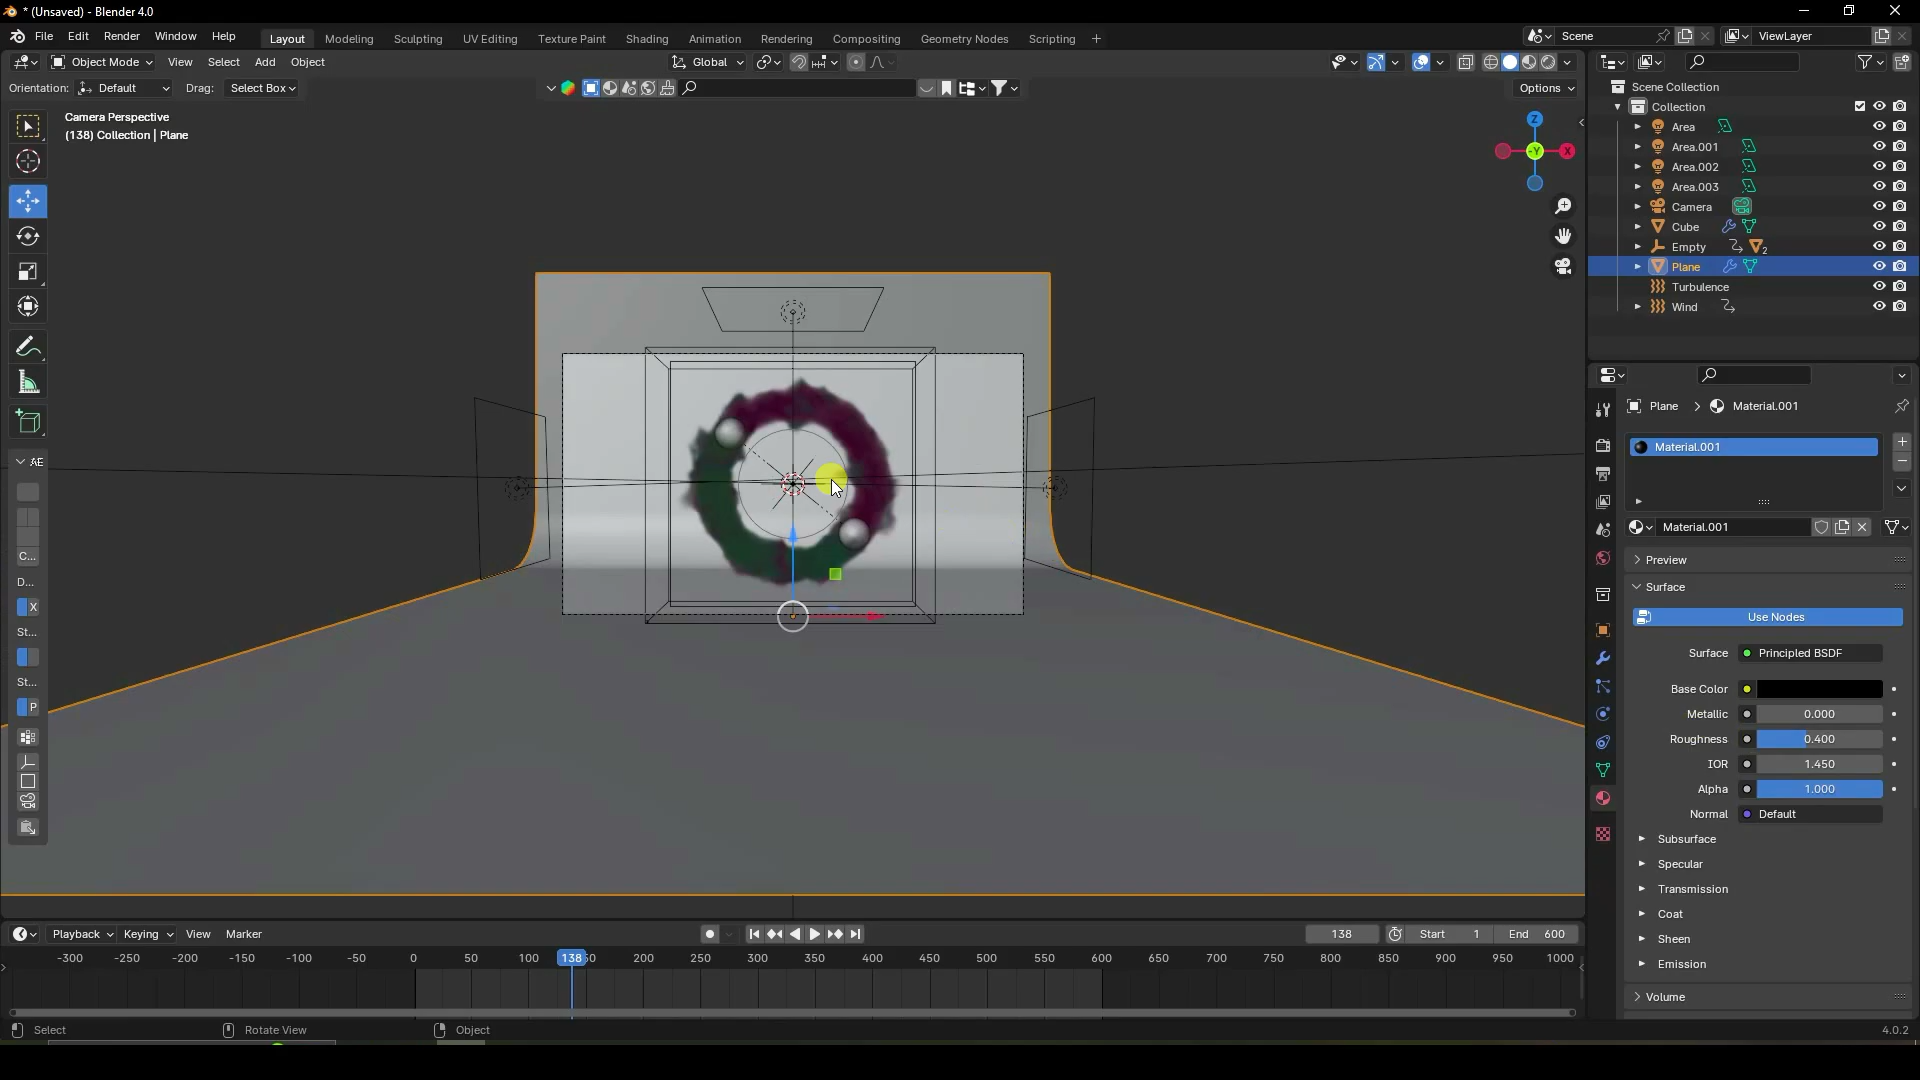 * (Unsaved) - Blender 4.0
File Edit Render Window Help
Layout Modeling Sculpting UV Editing Texture Paint Shading Animation Rendering Compositing Geometry Nodes Scripting +
Scene
ViewLayer
Object Mode View Select Add Object
Global
Orientation: Default Drag: Select Box
Options
Camera Perspective
(138) Collection | Plane
Z
-Y
X
Scene Collection
Collection
Area
Area.001
Area.002
Area.003
Camera
Cube
Empty 2
Plane
Turbulence
Wind
AE
C...
D...
X
St...
St...
P
Plane > Material.001
Material.001
Material.001
Preview
Surface
Use Nodes
Surface Principled BSDF
Base Color
Metallic 0.000
Roughness 0.400
IOR 1.450
Alpha 1.000
Normal Default
Subsurface
Specular
Transmission
Coat
Sheen
Emission
Volume
Playback Keying View Marker
138 Start 1 End 600
-300 -250 -200 -150 -100 -50 0 50 100 138 200 250 300 350 400 450 500 550 600 650 700 750 800 850 900 950 1000
Select Rotate View Object
4.0.2